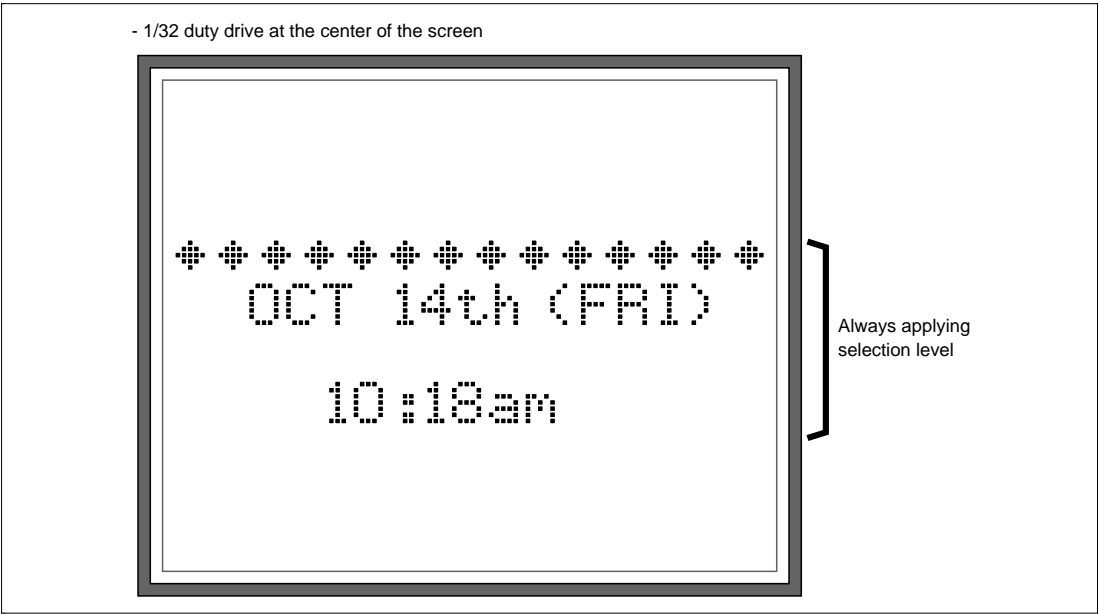 - 1/32 duty drive at the center of the screen
OCT 14th (FRI)
10:18am
Always applying
selection level